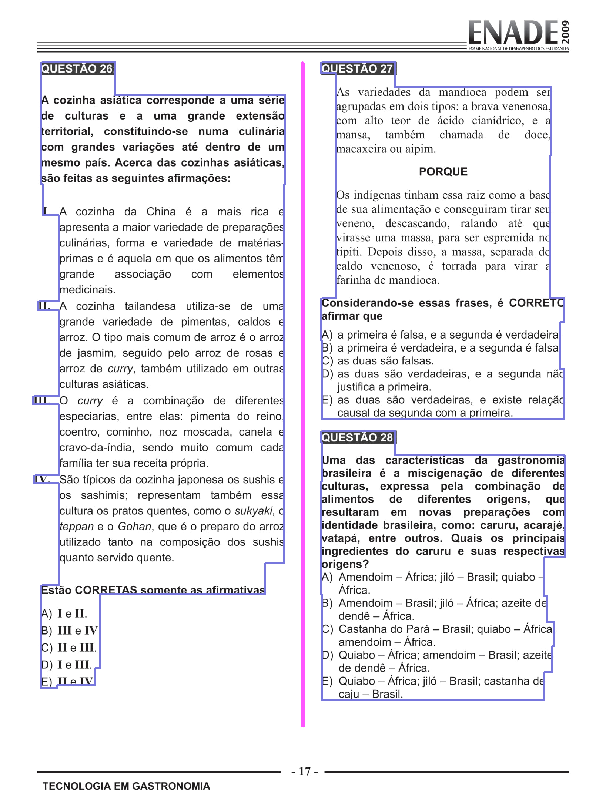 ENADE 2009
EXAME NACIONAL DE DESEMPENHO DOS ESTUDANTES
QUESTÃO 26
A cozinha asiática corresponde a uma série
de culturas e a uma grande extensão
territorial, constituindo-se numa culinária
com grandes variações até dentro de um
mesmo país. Acerca das cozinhas asiáticas,
são feitas as seguintes afirmações:
I. A cozinha da China é a mais rica e
apresenta a maior variedade de preparações
culinárias, forma e variedade de matérias-
primas e é aquela em que os alimentos têm
grande associação com elementos
medicinais.
II. A cozinha tailandesa utiliza-se de uma
grande variedade de pimentas, caldos e
arroz. O tipo mais comum de arroz é o arroz
de jasmim, seguido pelo arroz de rosas e
arroz de curry, também utilizado em outras
culturas asiáticas.
III. O curry é a combinação de diferentes
especiarias, entre elas: pimenta do reino,
coentro, cominho, noz moscada, canela e
cravo-da-índia, sendo muito comum cada
família ter sua receita própria.
IV. São típicos da cozinha japonesa os sushis e
os sashimis; representam também essa
cultura os pratos quentes, como o sukyaki, o
teppan e o Gohan, que é o preparo do arroz
utilizado tanto na composição dos sushis
quanto servido quente.
Estão CORRETAS somente as afirmativas
A) I e II.
B) III e IV
C) II e III.
D) I e III.
E) II e IV
QUESTÃO 27
As variedades da mandioca podem ser
agrupadas em dois tipos: a brava venenosa,
com alto teor de ácido cianídrico, e a
mansa, também chamada de doce,
macaxeira ou aipim.
PORQUE
Os indígenas tinham essa raiz como a base
de sua alimentação e conseguiram tirar seu
veneno, descascando, ralando até que
virasse uma massa, para ser espremida no
tipiti. Depois disso, a massa, separada do
caldo venenoso, é torrada para virar a
farinha de mandioca.
Considerando-se essas frases, é CORRETO
afirmar que
A) a primeira é falsa, e a segunda é verdadeira
B) a primeira é verdadeira, e a segunda é falsa
C) as duas são falsas.
D) as duas são verdadeiras, e a segunda não
justifica a primeira.
E) as duas são verdadeiras, e existe relação
causal da segunda com a primeira.
QUESTÃO 28
Uma das características da gastronomia
brasileira é a miscigenação de diferentes
culturas, expressa pela combinação de
alimentos de diferentes origens, que
resultaram em novas preparações com
identidade brasileira, como: caruru, acarajé,
vatapá, entre outros. Quais os principais
ingredientes do caruru e suas respectivas
origens?
A) Amendoim – África; jiló – Brasil; quiabo –
África.
B) Amendoim – Brasil; jiló – África; azeite de
dendê – África.
C) Castanha do Pará – Brasil; quiabo – África
amendoim – África.
D) Quiabo – África; amendoim – Brasil; azeite
de dendê – África.
E) Quiabo – África; jiló – Brasil; castanha de
caju – Brasil.
- 17 -
TECNOLOGIA EM GASTRONOMIA